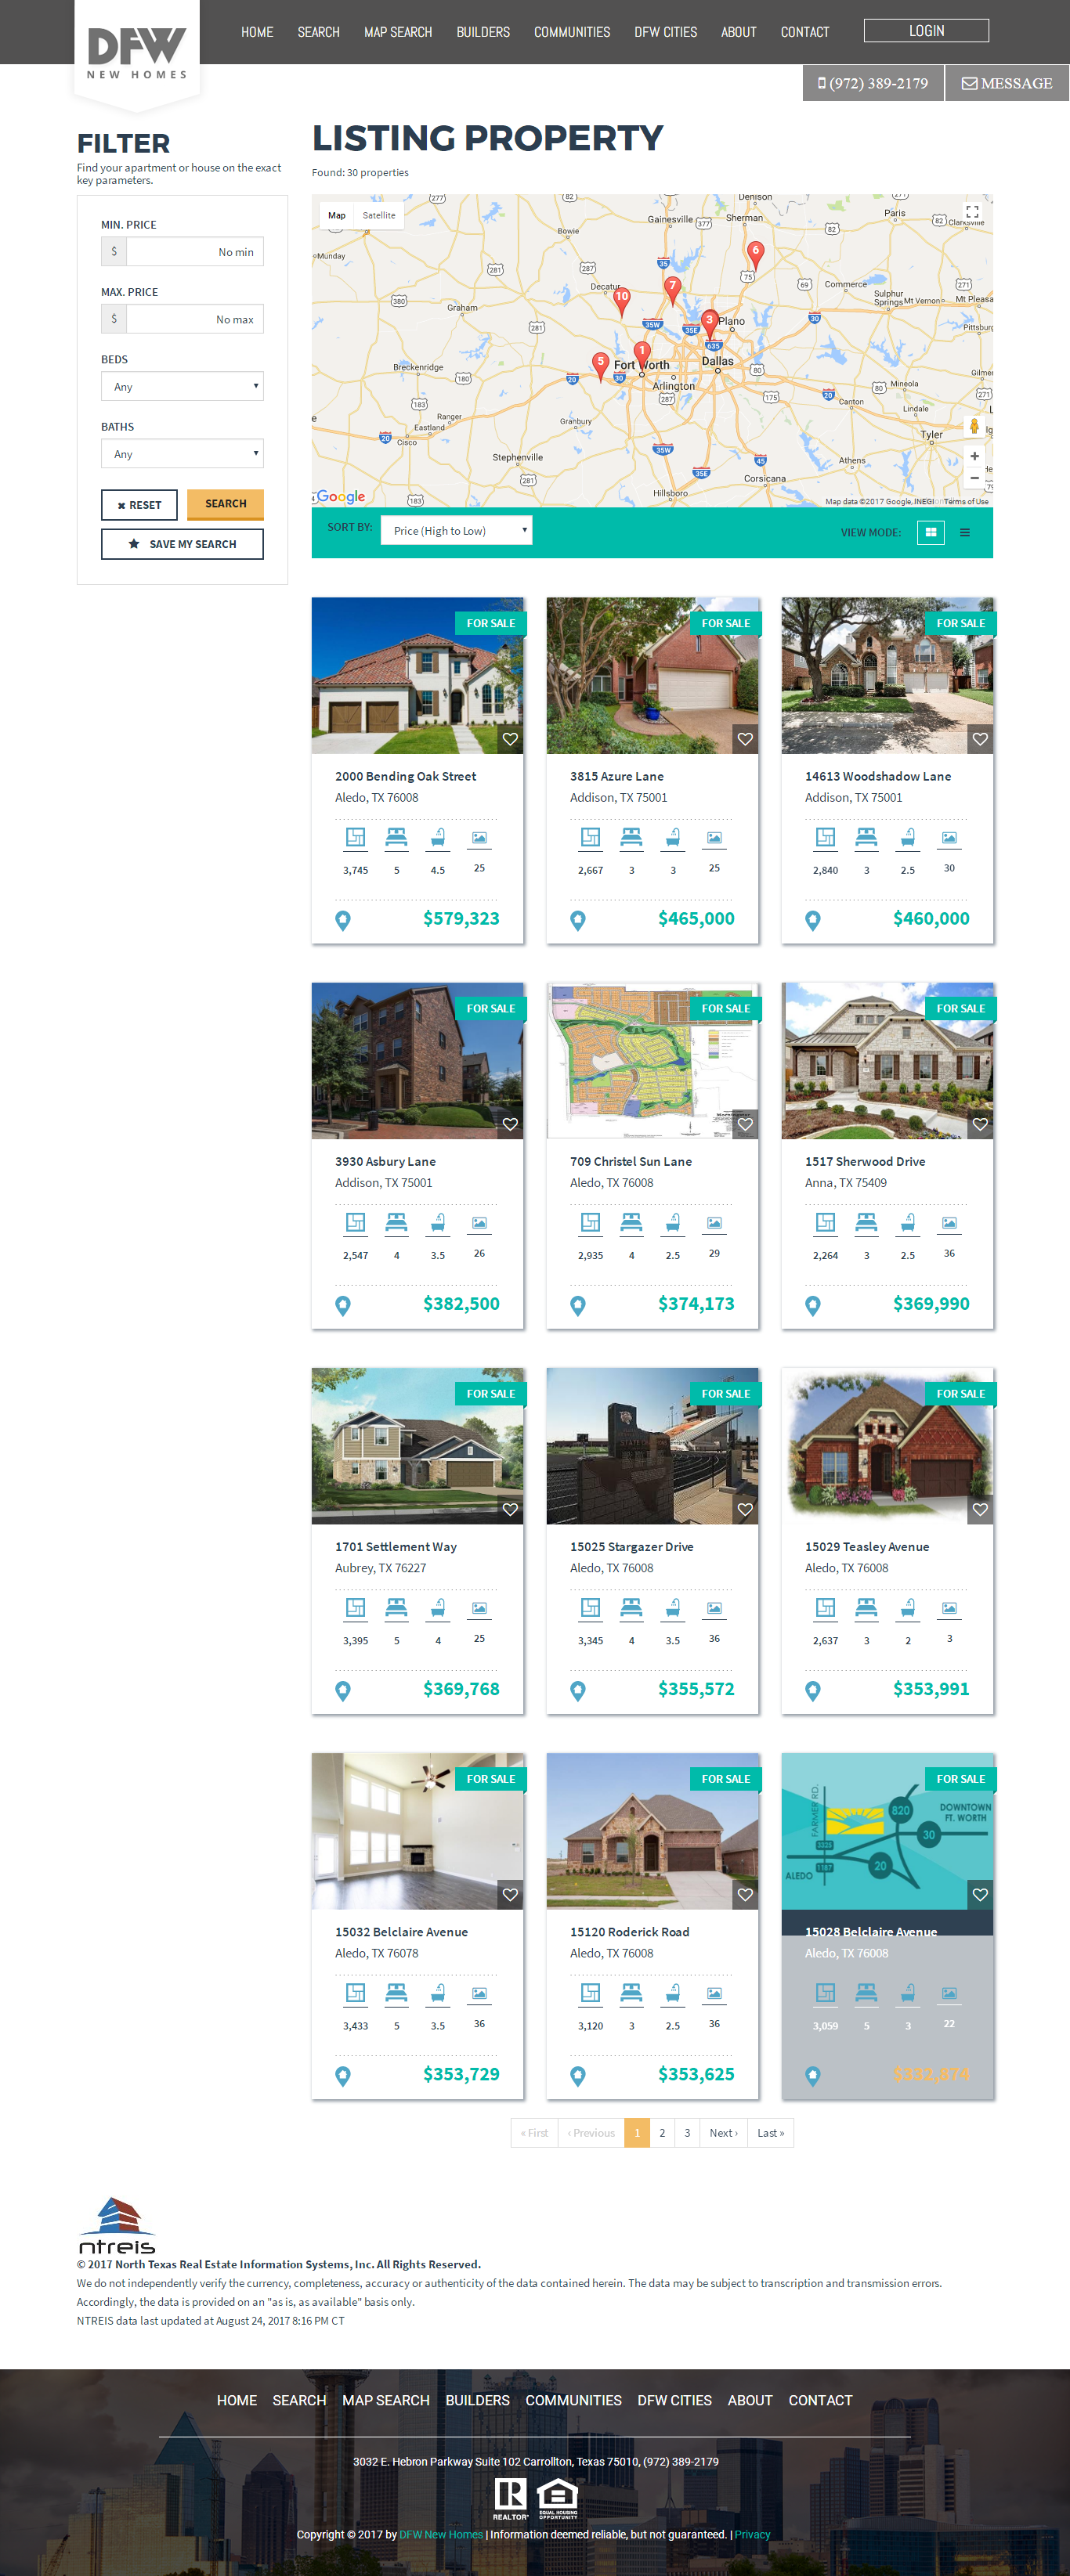 DFW
NEW HOMES
HOME SEARCH MAP SEARCH BUILDERS COMMUNITIES DFW CITIES ABOUT CONTACT LOGIN
(972) 389-2179 MESSAGE
FILTER
Find your apartment or house on the exact
key parameters.
MIN. PRICE
$ No min
MAX. PRICE
$ No max
BEDS
Any
BATHS
Any
RESET SEARCH
SAVE MY SEARCH
LISTING PROPERTY
Found: 30 properties
Map Satellite
Munday
Bowie
Gainesville
Denison
Sherman
Paris
Clarksville
Decatur
Graham
Commerce
Sulphur
Springs
Mt Vernon
Mt Pleasa
Pittsburg
Plano
Breckenridge
Fort Worth
Dallas
Arlington
Gilmer
Mineola
Canton
Lindale
Ranger
Eastland
Cisco
Granbury
Tyler
Stephenville
Athens
Corsicana
Hillsboro
10 7 6 3 1 5
Google
Map data ©2017 Google, INEGI Terms of Use
SORT BY: Price (High to Low) VIEW MODE:
FOR SALE FOR SALE FOR SALE
2000 Bending Oak Street 3815 Azure Lane 14613 Woodshadow Lane
Aledo, TX 76008 Addison, TX 75001 Addison, TX 75001
3,745 5 4.5 25 2,667 3 3 25 2,840 3 2.5 30
$579,323 $465,000 $460,000
FOR SALE FOR SALE FOR SALE
3930 Asbury Lane 709 Christel Sun Lane 1517 Sherwood Drive
Addison, TX 75001 Aledo, TX 76008 Anna, TX 75409
2,547 4 3.5 26 2,935 4 2.5 29 2,264 3 2.5 36
$382,500 $374,173 $369,990
FOR SALE FOR SALE FOR SALE
1701 Settlement Way 15025 Stargazer Drive 15029 Teasley Avenue
Aubrey, TX 76227 Aledo, TX 76008 Aledo, TX 76008
3,395 5 4 25 3,345 4 3.5 36 2,637 3 2 3
$369,768 $355,572 $353,991
FOR SALE FOR SALE FOR SALE
FARMER RD.
820
DOWNTOWN
FT. WORTH
30
3325
ALEDO
1187
20
15032 Belclaire Avenue 15120 Roderick Road 15028 Belclaire Avenue
Aledo, TX 76078 Aledo, TX 76008 Aledo, TX 76008
3,433 5 3.5 36 3,120 3 2.5 36 3,059 5 3 22
$353,729 $353,625 $332,874
« First ‹ Previous 1 2 3 Next › Last »
ntreis
© 2017 North Texas Real Estate Information Systems, Inc. All Rights Reserved.
We do not independently verify the currency, completeness, accuracy or authenticity of the data contained herein. The data may be subject to transcription and transmission errors.
Accordingly, the data is provided on an "as is, as available" basis only.
NTREIS data last updated at August 24, 2017 8:16 PM CT
HOME SEARCH MAP SEARCH BUILDERS COMMUNITIES DFW CITIES ABOUT CONTACT
3032 E. Hebron Parkway Suite 102 Carrollton, Texas 75010, (972) 389-2179
REALTOR® EQUAL HOUSING
OPPORTUNITY
Copyright © 2017 by DFW New Homes | Information deemed reliable, but not guaranteed. | Privacy